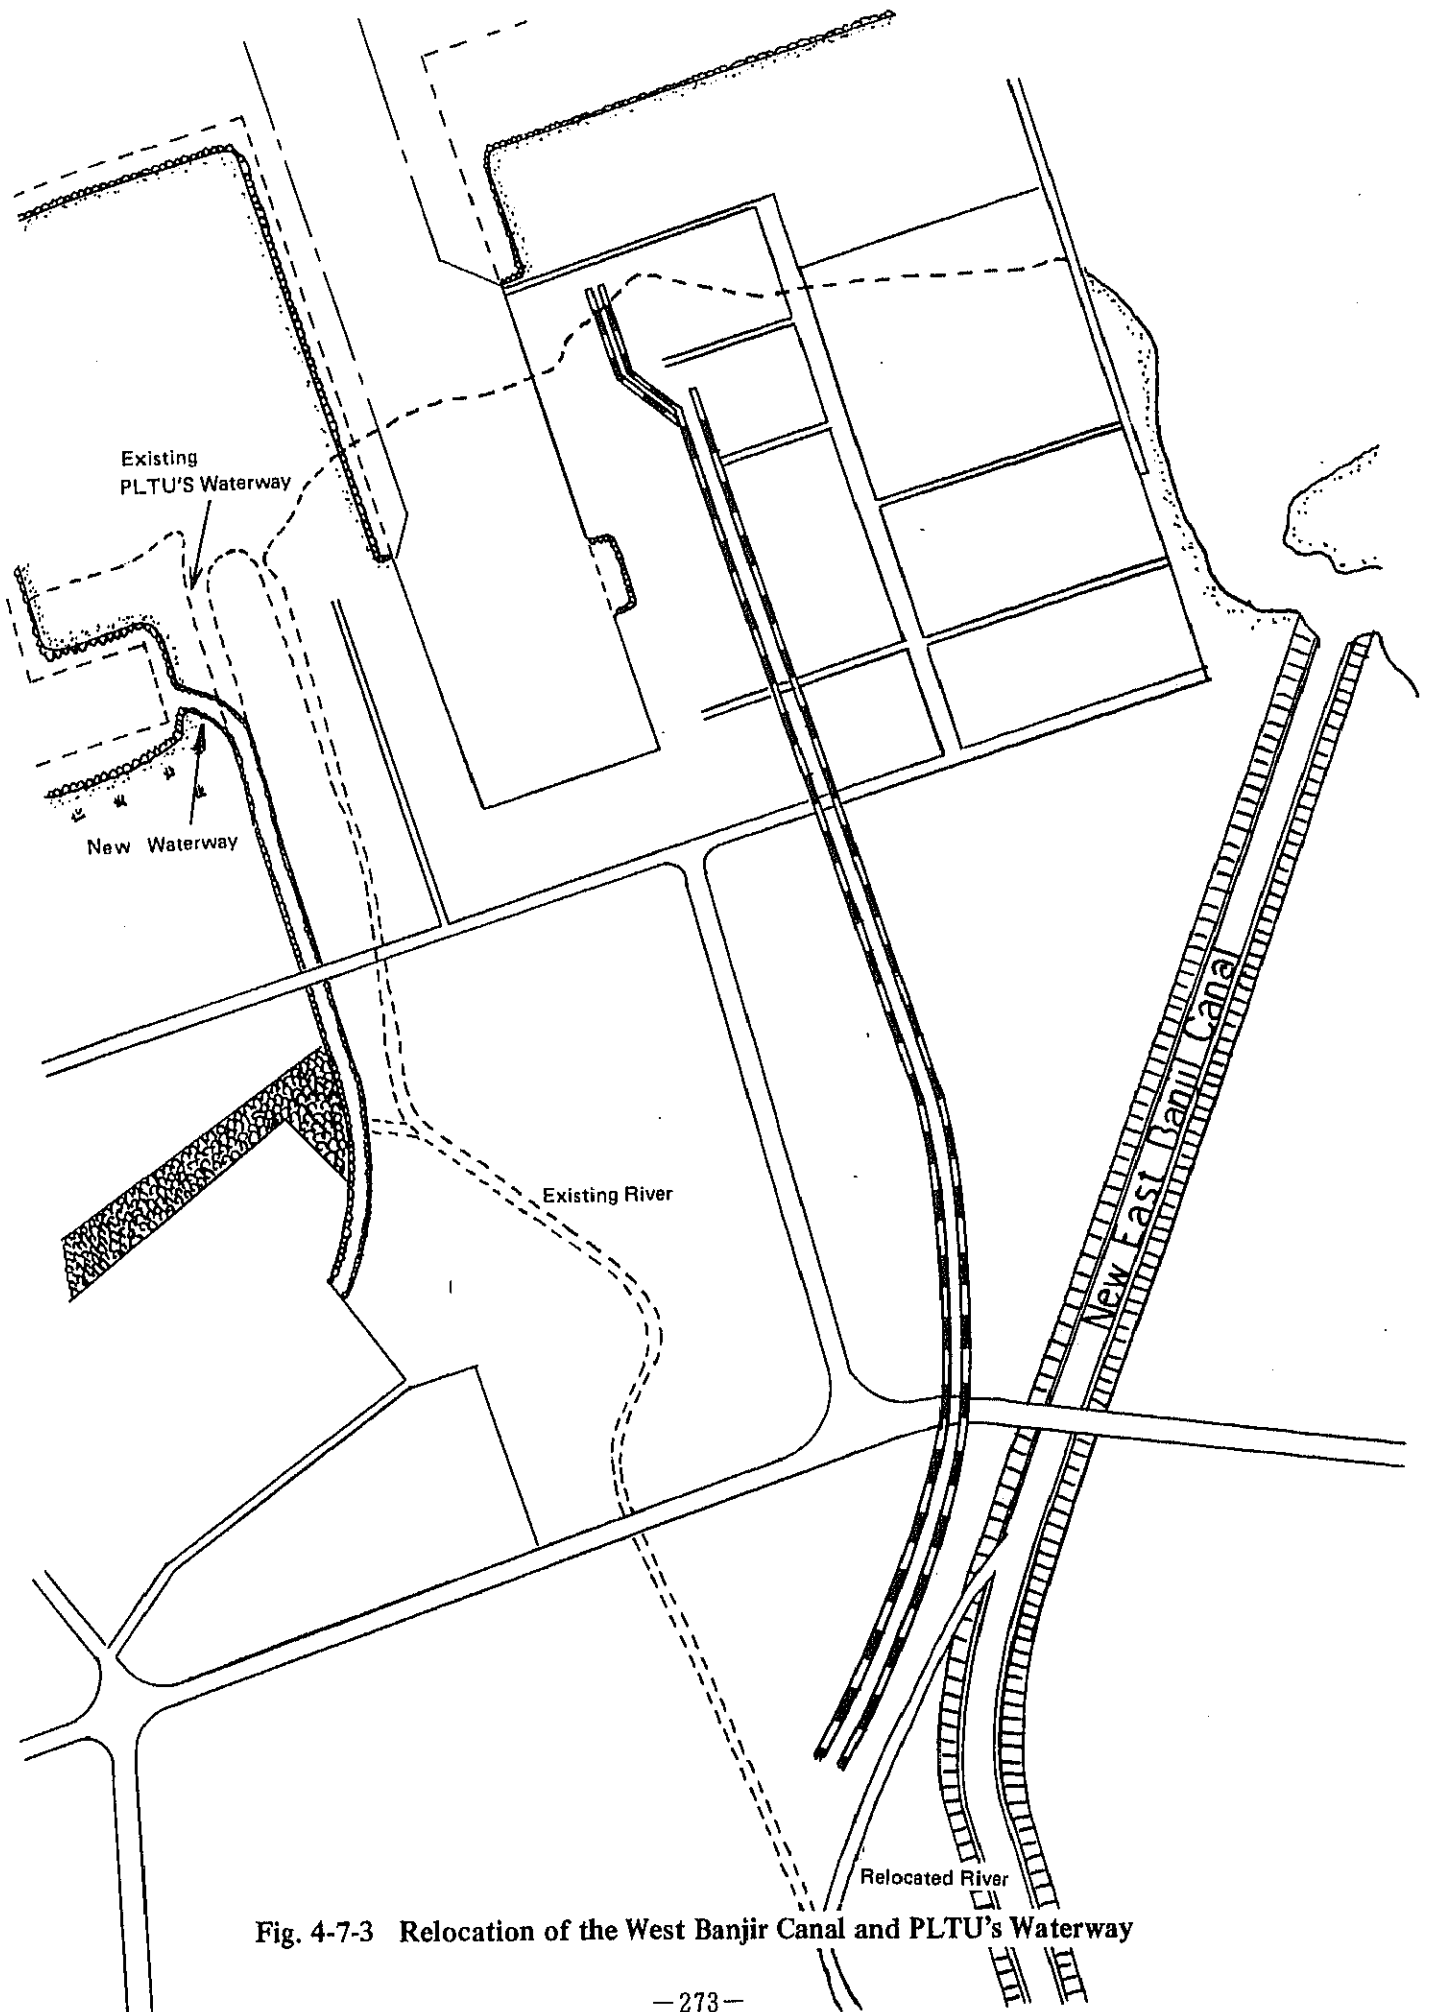 Existing
PLTU'S Waterway
New Waterway
Existing River
New East Banjil Canal
Relocated River
Fig. 4-7-3 Relocation of the West Banjir Canal and PLTU's Waterway
—273—